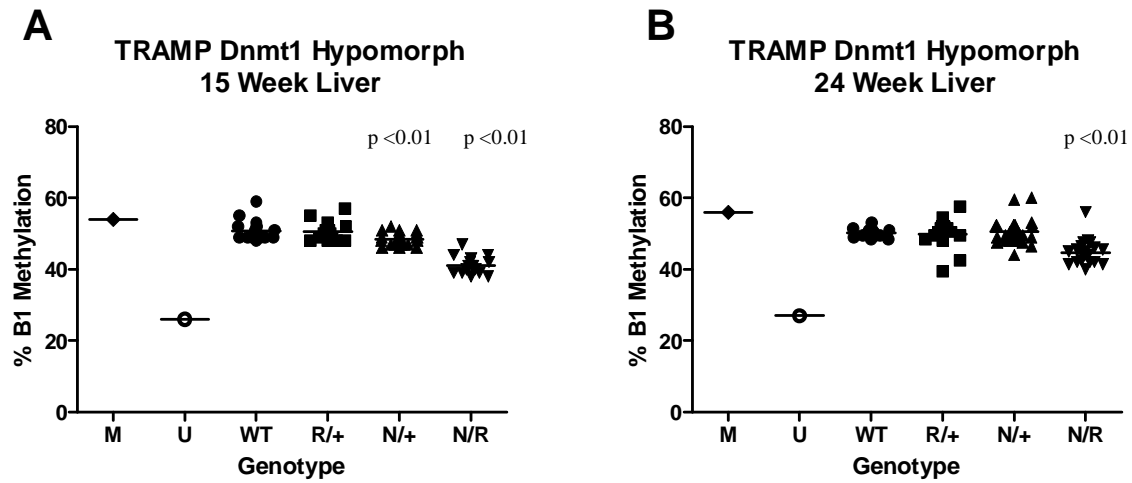 A
TRAMP Dnmt1 Hypomorph
15 Week Liver
p <0.01 p <0.01
80
60
40
20
0
% B1 Methylation
M U WT R/+ N/+ N/R
Genotype
B
TRAMP Dnmt1 Hypomorph
24 Week Liver
p <0.01
80
60
40
20
0
% B1 Methylation
M U WT R/+ N/+ N/R
Genotype